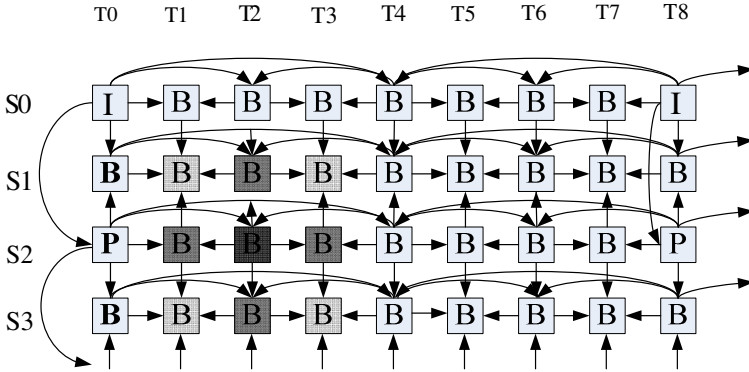 T0 T1 T2 T3 T4 T5 T6 T7 T8
S0 I B B B B B B B I
S1 B B B B B B B B B
S2 P B B B B B B B P
S3 B B B B B B B B B